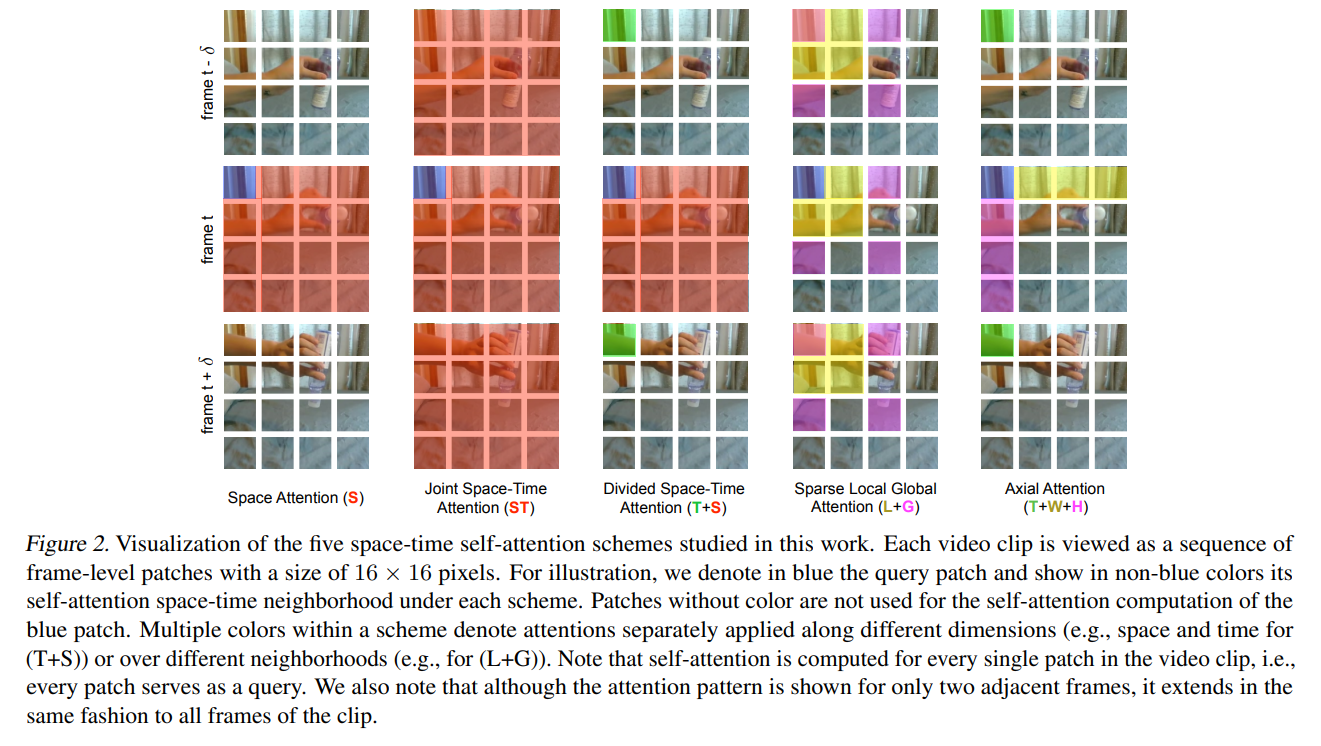 frame t - δ
frame t
frame t + δ
Space Attention (S)
Joint Space-Time
Attention (ST)
Divided Space-Time
Attention (T+S)
Sparse Local Global
Attention (L+G)
Axial Attention
(T+W+H)
Figure 2. Visualization of the five space-time self-attention schemes studied in this work. Each video clip is viewed as a sequence of
frame-level patches with a size of 16 × 16 pixels. For illustration, we denote in blue the query patch and show in non-blue colors its
self-attention space-time neighborhood under each scheme. Patches without color are not used for the self-attention computation of the
blue patch. Multiple colors within a scheme denote attentions separately applied along different dimensions (e.g., space and time for
(T+S)) or over different neighborhoods (e.g., for (L+G)). Note that self-attention is computed for every single patch in the video clip, i.e.,
every patch serves as a query. We also note that although the attention pattern is shown for only two adjacent frames, it extends in the
same fashion to all frames of the clip.